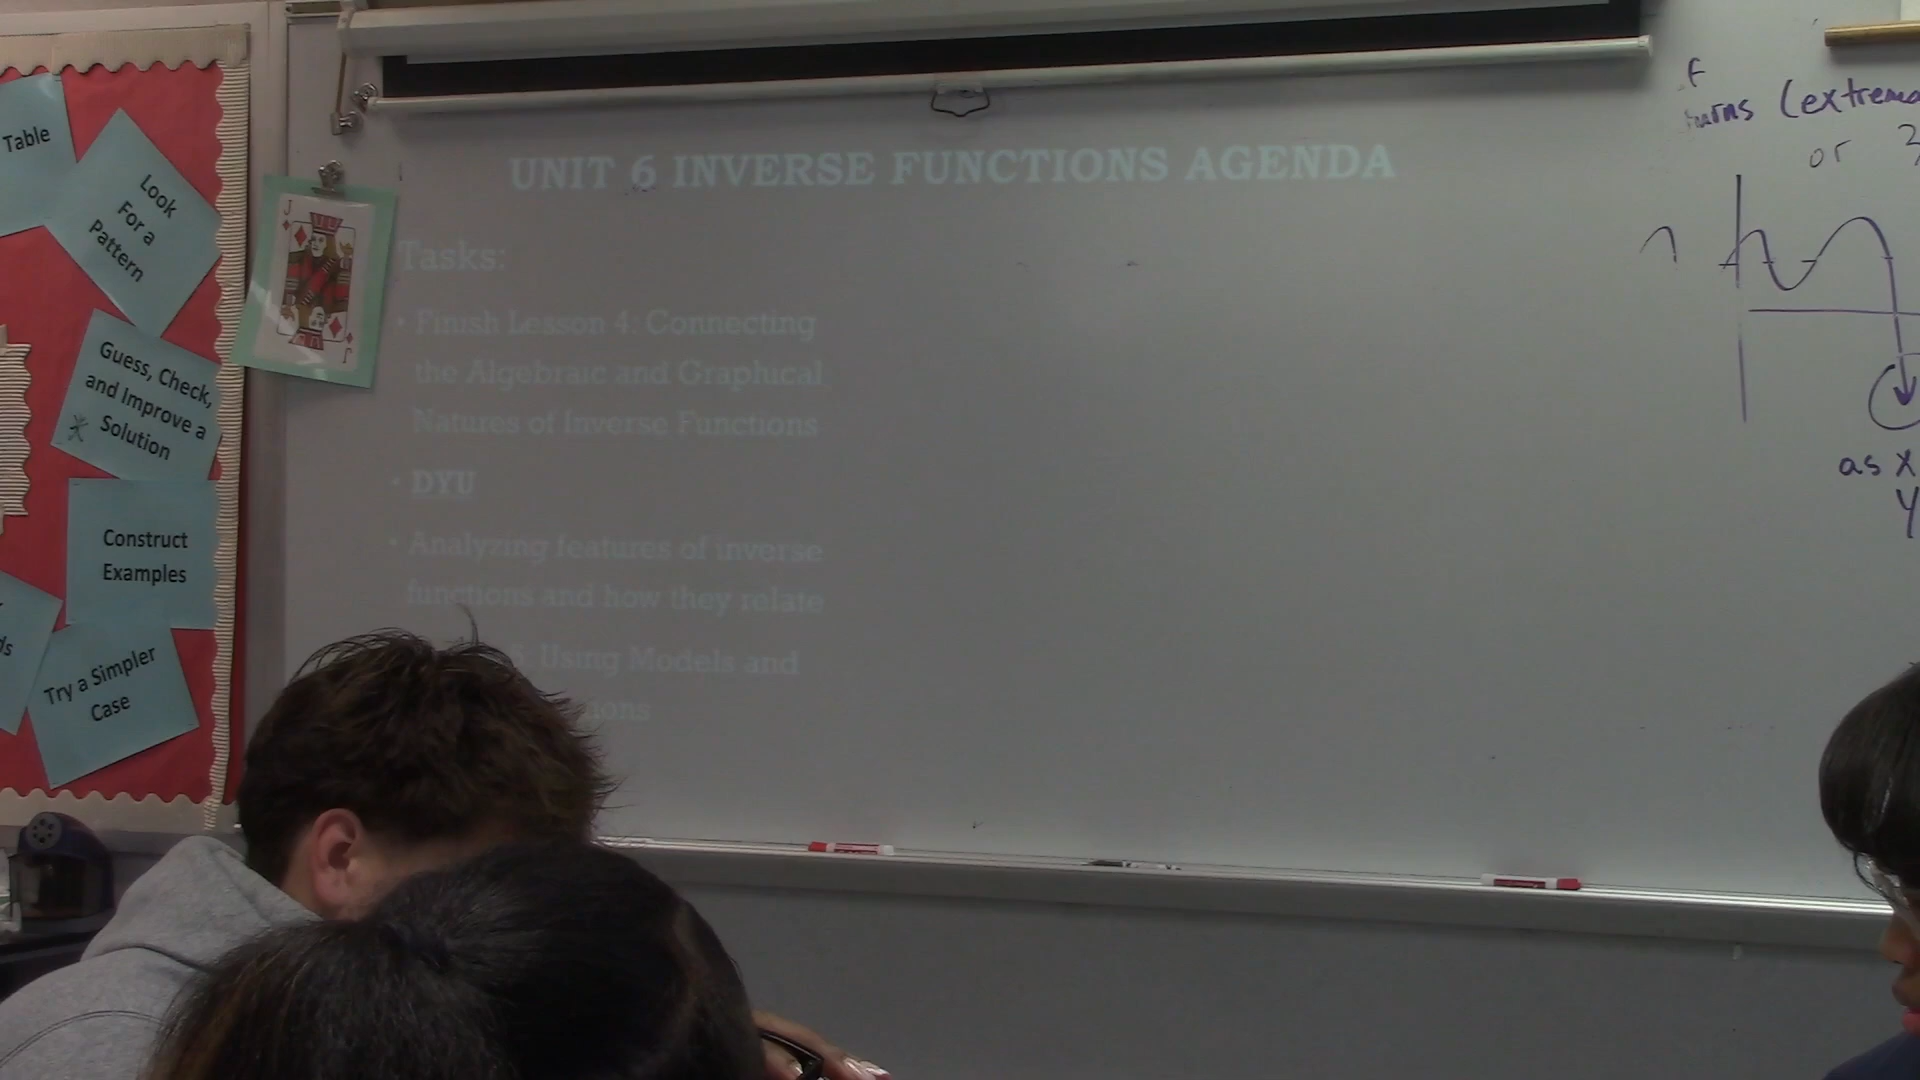 Table
Look
For a
Pattern
Guess, Check,
and Improve a
Solution
Construct
Examples
Try a Simpler
Case
J
J
UNIT 6 INVERSE FUNCTIONS AGENDA
Tasks:
• Finish Lesson 4: Connecting
the Algebraic and Graphical
Natures of Inverse Functions
• DYU
• Analyzing features of inverse
functions and how they relate
Using Models and
(extrema
or
as x
y